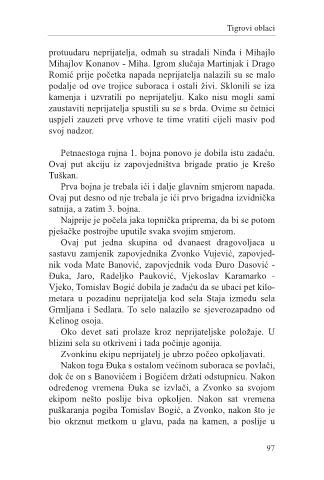 Tigrovi oblaci
protuudaru neprijatelja, odmah su stradali Ninđa i Mihajlo
Mihajlov Konanov - Miha. Igrom slučaja Martinjak i Drago
Romić prije početka napada neprijatelja nalazili su se malo
podalje od ove trojice suboraca i ostali živi. Sklonili se iza
kamenja i uzvratili po neprijatelju. Kako nisu mogli sami
zaustaviti neprijatelja spustili su se s brda. Ovime su četnici
uspjeli zauzeti prve vrhove te time vratiti cijeli masiv pod
svoj nadzor.
Petnaestoga rujna 1. bojna ponovo je dobila istu zadaću.
Ovaj put akciju iz zapovjedništva brigade pratio je Krešo
Tuškan.
Prva bojna je trebala ići i dalje glavnim smjerom napada.
Ovaj put desno od nje trebala je ići prvo brigadna izvidnička
satnija, a zatim 3. bojna.
Najprije je počela jaka topnička priprema, da bi se potom
pješačke postrojbe uputile svaka svojim smjerom.
Ovaj put jedna skupina od dvanaest dragovoljaca u
sastavu zamjenik zapovjednika Zvonko Vujević, zapovjed-
nik voda Mate Banović, zapovjednik voda Đuro Dasović -
Đuka, Jaro, Radeljko Pauković, Vjekoslav Karamarko -
Vjeko, Tomislav Bogić dobila je zadaću da se ubaci pet kilo-
metara u pozadinu neprijatelja kod sela Staja između sela
Grmljana i Sedlara. To selo nalazilo se sjeverozapadno od
Kelinog osoja.
Oko devet sati prolaze kroz neprijateljske položaje. U
blizini sela su otkriveni i tada počinje agonija.
Zvonkinu ekipu neprijatelj je ubrzo počeo opkoljavati.
Nakon toga Đuka s ostalom većinom suboraca se povlači,
dok će on s Banovićem i Bogićem držati odstupnicu. Nakon
određenog vremena Đuka se izvlači, a Zvonko sa svojom
ekipom nešto poslije biva opkoljen. Nakon sat vremena
puškaranja pogiba Tomislav Bogić, a Zvonko, nakon što je
bio okrznut metkom u glavu, pada na kamen, a poslije u
97